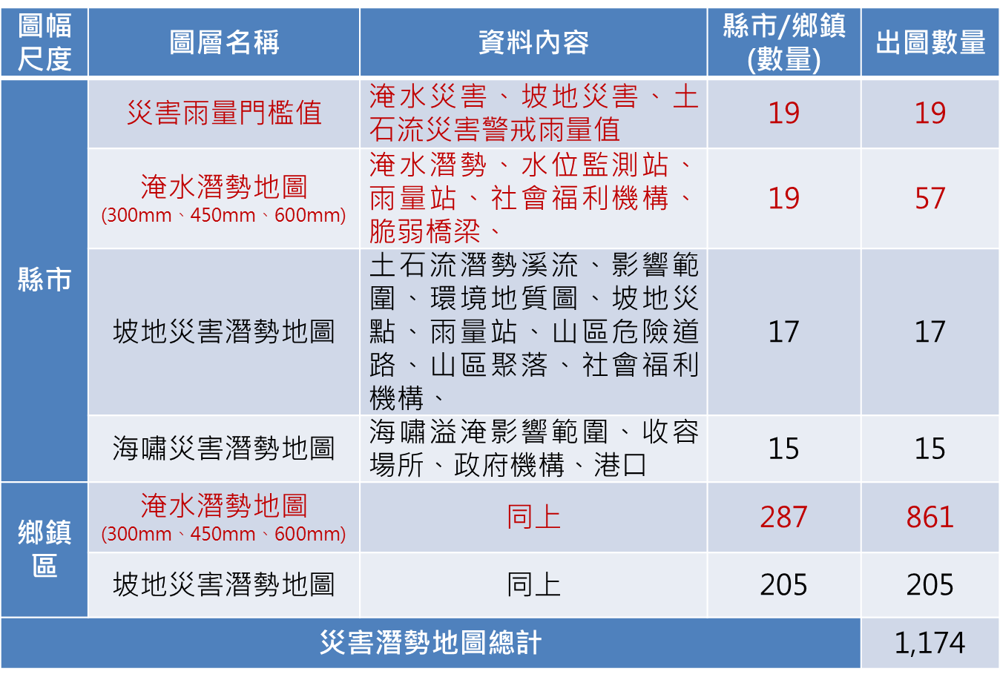 圖幅
尺度
圖層名稱
資料內容
縣市/鄉鎮
(數量)
出圖數量
縣市
災害雨量門檻值
淹水災害、坡地災害、土
石流災害警戒雨量值
19
19
淹水潛勢地圖
(300mm、450mm、600mm)
淹水潛勢、水位監測站、
雨量站、社會福利機構、
脆弱橋梁、
19
57
坡地災害潛勢地圖
土石流潛勢溪流、影響範
圍、環境地質圖、坡地災
點、雨量站、山區危險道
路、山區聚落、社會福利
機構、
17
17
海嘯災害潛勢地圖
海嘯溢淹影響範圍、收容
場所、政府機構、港口
15
15
鄉鎮
區
淹水潛勢地圖
(300mm、450mm、600mm)
同上
287
861
坡地災害潛勢地圖
同上
205
205
災害潛勢地圖總計
1,174